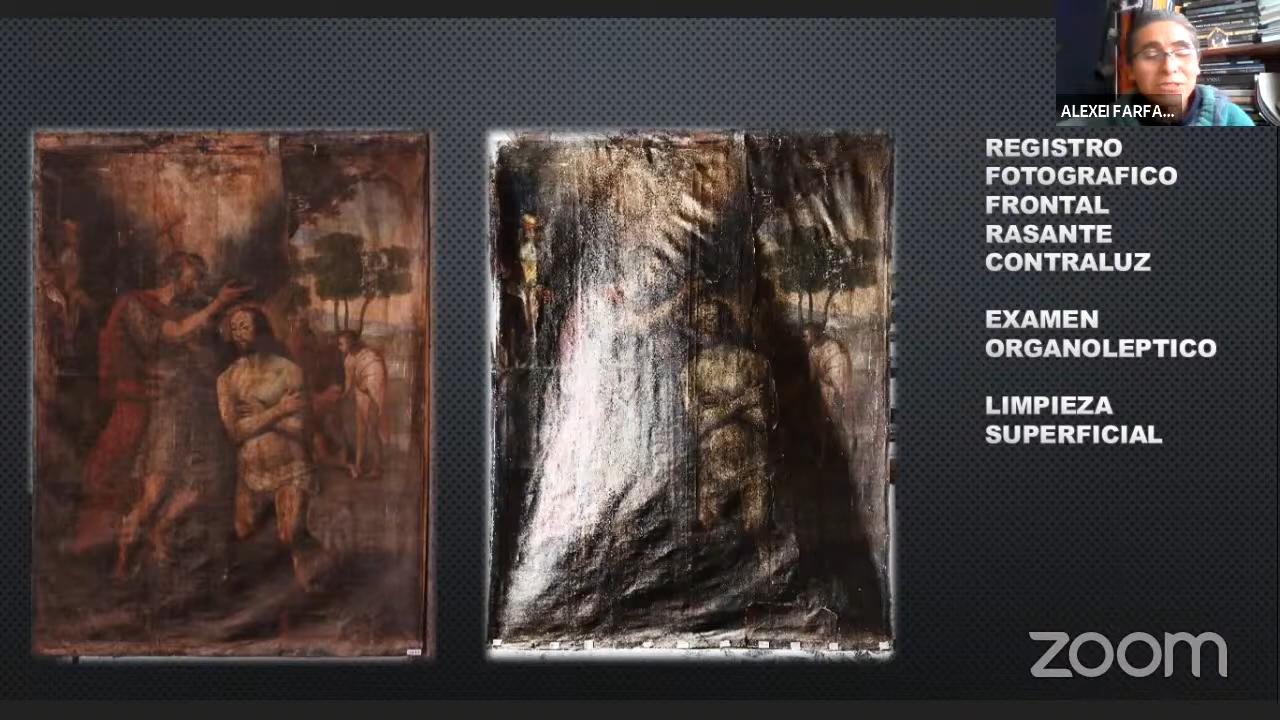 ALEXEI FARFA...
REGISTRO
FOTOGRAFICO
FRONTAL
RASANTE
CONTRALUZ
EXAMEN
ORGANOLEPTICO
LIMPIEZA
SUPERFICIAL
zoom